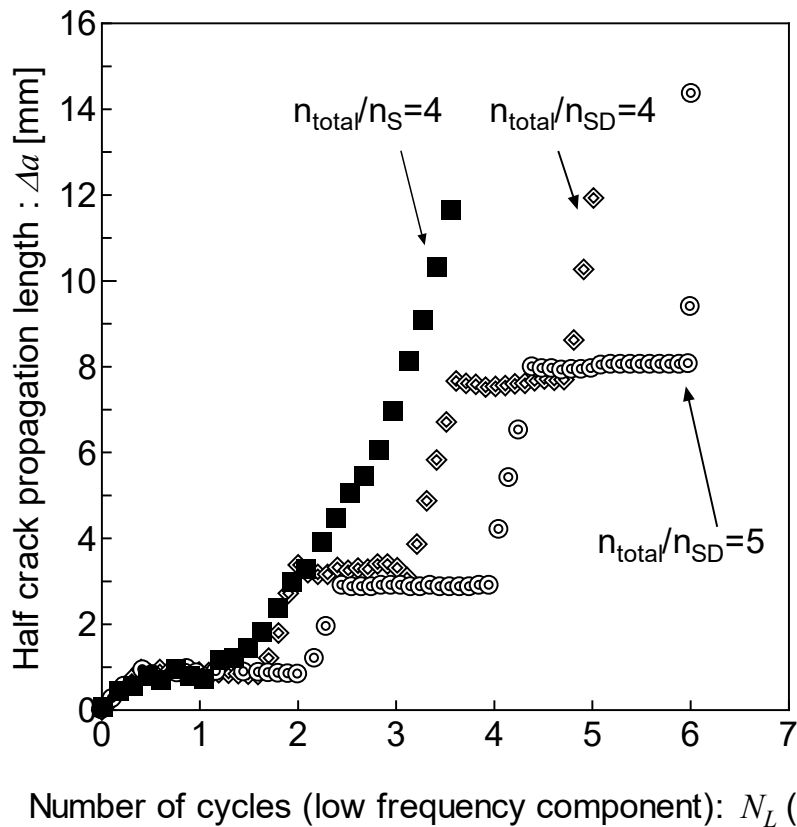 16
14
12
10
8
6
4
2
0
Half crack propagation length : Δa [mm]
n_total/n_S=4
n_total/n_SD=4
n_total/n_SD=5
0 1 2 3 4 5 6 7
Number of cycles (low frequency component): N_L (